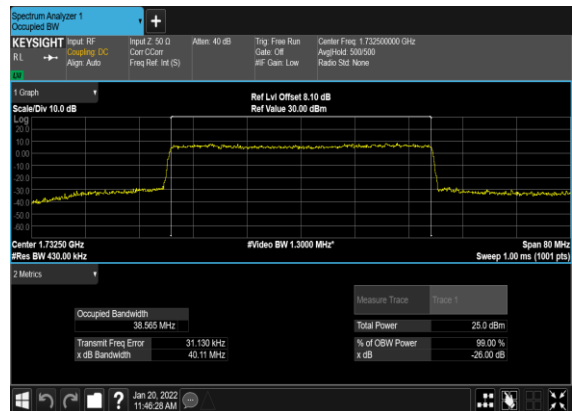 Spectrum Analyzer 1
Occupied BW
+
KEYSIGHT Input: RF Input Z: 50 Ω Atten: 40 dB Trig: Free Run Center Freq: 1.732500000 GHz
RL Coupling: DC Corr CCorr Gate: Off Avg|Hold: 500/500
Align: Auto Freq Ref: Int (S) #IF Gain: Low Radio Std: None
LW
1 Graph
Ref Lvl Offset 8.10 dB
Scale/Div 10.0 dB Ref Value 30.00 dBm
Log
20.0
10.0
0.00
-10.0
-20.0
-30.0
-40.0
-50.0
-60.0
Center 1.73250 GHz #Video BW 1.3000 MHz* Span 80 MHz
#Res BW 430.00 kHz Sweep 1.00 ms (1001 pts)
2 Metrics
Measure Trace Trace 1
Occupied Bandwidth
38.565 MHz Total Power 25.0 dBm
Transmit Freq Error 31.130 kHz % of OBW Power 99.00 %
x dB Bandwidth 40.11 MHz x dB -26.00 dB
? Jan 20, 2022
11:46:28 AM